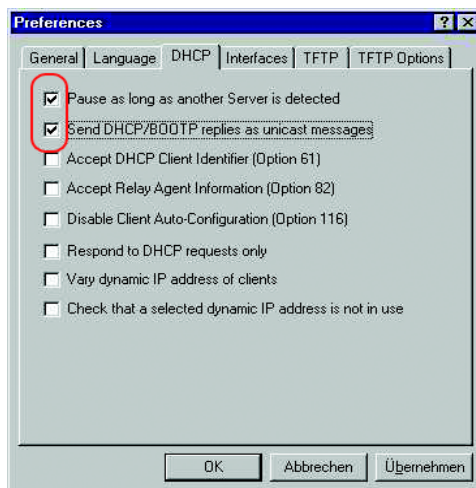 Preferences
General Language DHCP Interfaces TFTP TFTP Options
Pause as long as another Server is detected
Send DHCP/BOOTP replies as unicast messages
Accept DHCP Client Identifier (Option 61)
Accept Relay Agent Information (Option 82)
Disable Client Auto-Configuration (Option 116)
Respond to DHCP requests only
Vary dynamic IP address of clients
Check that a selected dynamic IP address is not in use
OK Abbrechen Übernehmen